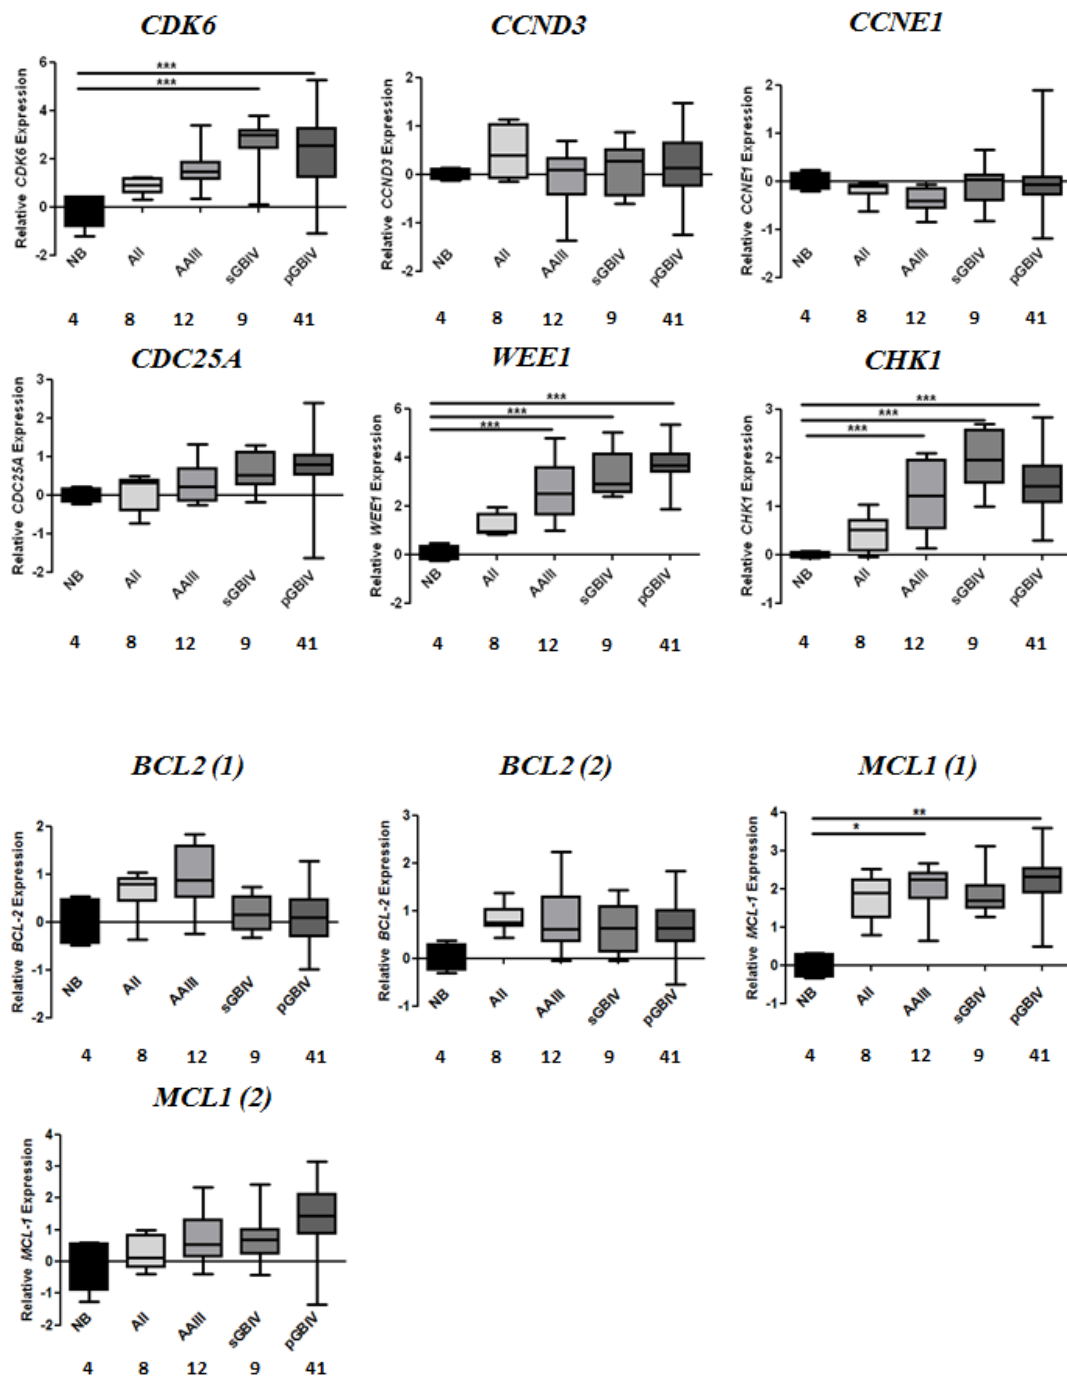 CDK6
CCND3
CCNE1
Relative CDK6 Expression
6
4
2
0
-2
***
***
NB
AII
AAIII
sGBIV
pGBIV
4 8 12 9 41
Relative CCND3 Expression
2
1
0
-1
-2
NB
AII
AAIII
sGBIV
pGBIV
4 8 12 9 41
Relative CCNE1 Expression
2
1
0
-1
-2
NB
AII
AAIII
sGBIV
pGBIV
4 8 12 9 41
CDC25A
WEE1
CHK1
Relative CDC25A Expression
3
2
1
0
-1
-2
NB
AII
AAIII
sGBIV
pGBIV
4 8 12 9 41
Relative WEE1 Expression
6
4
2
0
-2
***
***
***
NB
AII
AAIII
sGBIV
pGBIV
4 8 12 9 41
Relative CHK1 Expression
3
2
1
0
-1
***
***
***
NB
AII
AAIII
sGBIV
pGBIV
4 8 12 9 41
BCL2 (1)
BCL2 (2)
MCL1 (1)
Relative BCL-2 Expression
2
1
0
-1
-2
NB
AII
AAIII
sGBIV
pGBIV
4 8 12 9 41
Relative BCL-2 Expression
3
2
1
0
-1
NB
AII
AAIII
sGBIV
pGBIV
4 8 12 9 41
Relative MCL-1 Expression
4
3
2
1
0
-1
**
*
NB
AII
AAIII
sGBIV
pGBIV
4 8 12 9 41
MCL1 (2)
Relative MCL-1 Expression
4
3
2
1
0
-1
-2
NB
AII
AAIII
sGBIV
pGBIV
4 8 12 9 41